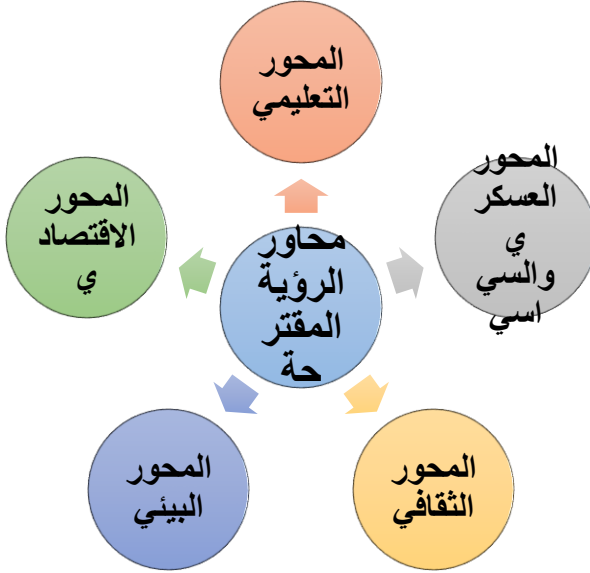 المحور
التعليمي
المحور
العسكر
ي
والسي
اسي
المحور
الاقتصاد
ي
محاور
الرؤية
المقتر
حة
المحور
الثقافي
المحور
البيئي